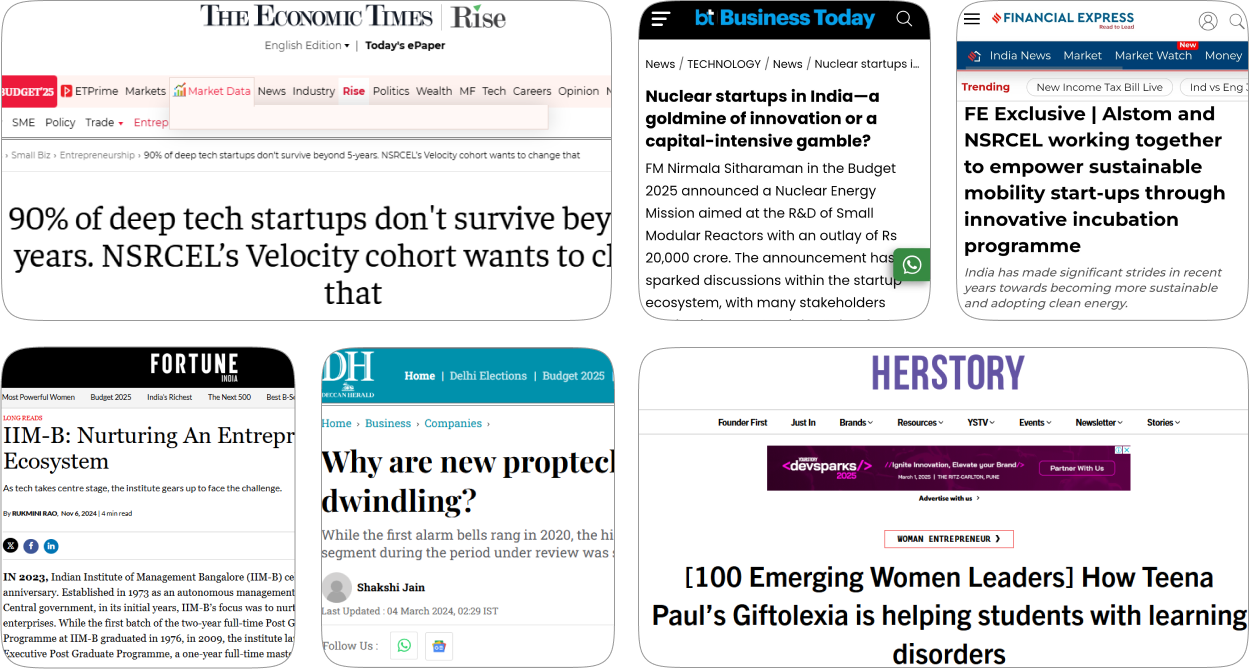 THE ECONOMIC TIMES | Rise
English Edition ▾ | Today's ePaper
BUDGET'25 ETPrime Markets Market Data News Industry Rise Politics Wealth MF Tech Careers Opinion N
SME Policy Trade ▾ Entrep
› Small Biz › Entrepreneurship › 90% of deep tech startups don't survive beyond 5-years. NSRCEL's Velocity cohort wants to change that
90% of deep tech startups don't survive bey
years. NSRCEL's Velocity cohort wants to cl
that
bt Business Today
News / TECHNOLOGY / News / Nuclear startups i...
Nuclear startups in India—a
goldmine of innovation or a
capital-intensive gamble?
FM Nirmala Sitharaman in the Budget
2025 announced a Nuclear Energy
Mission aimed at the R&D of Small
Modular Reactors with an outlay of Rs
20,000 crore. The announcement has
sparked discussions within the startup
ecosystem, with many stakeholders
FINANCIAL EXPRESS
Read to Lead
New
India News Market Market Watch Money
Trending New Income Tax Bill Live Ind vs Eng
FE Exclusive | Alstom and
NSRCEL working together
to empower sustainable
mobility start-ups through
innovative incubation
programme
India has made significant strides in recent
years towards becoming more sustainable
and adopting clean energy.
FORTUNE
INDIA
Most Powerful Women Budget 2025 India's Richest The Next 500 Best B-S
LONG READS
IIM-B: Nurturing An Entrepr
Ecosystem
As tech takes centre stage, the institute gears up to face the challenge.
By RUKMINI RAO, Nov 6, 2024 | 4 min read
IN 2023, Indian Institute of Management Bangalore (IIM-B) ce
anniversary. Established in 1973 as an autonomous management
Central government, in its initial years, IIM-B's focus was to nurt
enterprises. While the first batch of the two-year full-time Post G
Programme at IIM-B graduated in 1976, in 2009, the institute la
Executive Post Graduate Programme, a one-year full-time mast
DH
DECCAN HERALD
Home | Delhi Elections | Budget 2025 |
Home › Business › Companies ›
Why are new proptech
dwindling?
While the first alarm bells rang in 2020, the hi
segment during the period under review was s
Shakshi Jain
Last Updated : 04 March 2024, 02:29 IST
Follow Us :
HERSTORY
Founder First Just In Brands Resources YSTV Events Newsletter Stories
YOURSTORY
<devsparks/>
2025
//Ignite Innovation, Elevate your Brand/>
March 1, 2025 | THE RITZ-CARLTON, PUNE
Partner With Us
Advertise with us ›
WOMAN ENTREPRENEUR ❯
[100 Emerging Women Leaders] How Teena
Paul's Giftolexia is helping students with learning
disorders